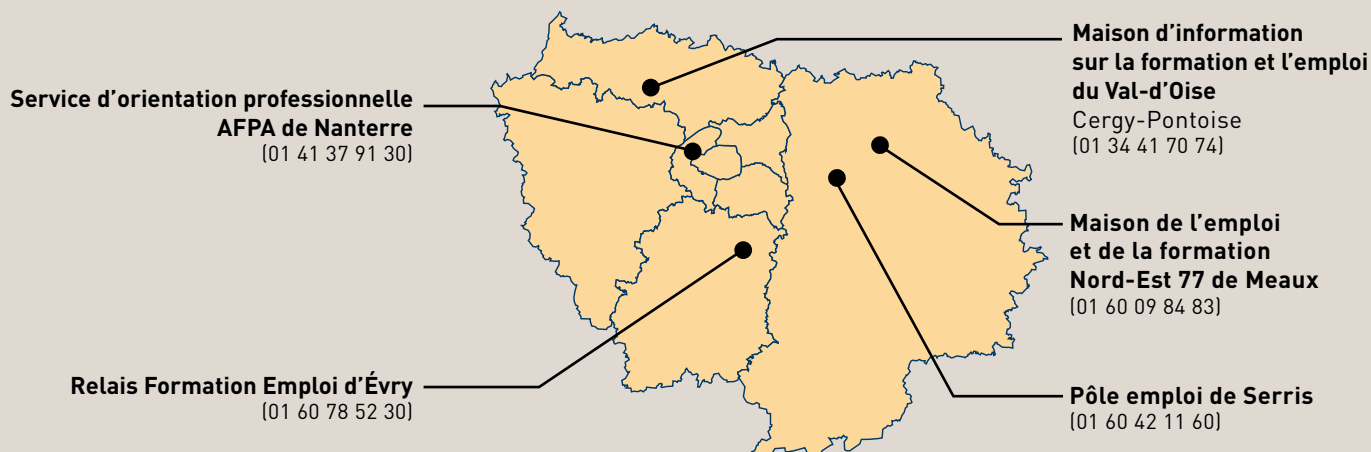 Service d'orientation professionnelle
AFPA de Nanterre
(01 41 37 91 30)
Relais Formation Emploi d'Évry
(01 60 78 52 30)
Maison d'information
sur la formation et l'emploi
du Val-d'Oise
Cergy-Pontoise
(01 34 41 70 74)
Maison de l'emploi
et de la formation
Nord-Est 77 de Meaux
(01 60 09 84 83)
Pôle emploi de Serris
(01 60 42 11 60)